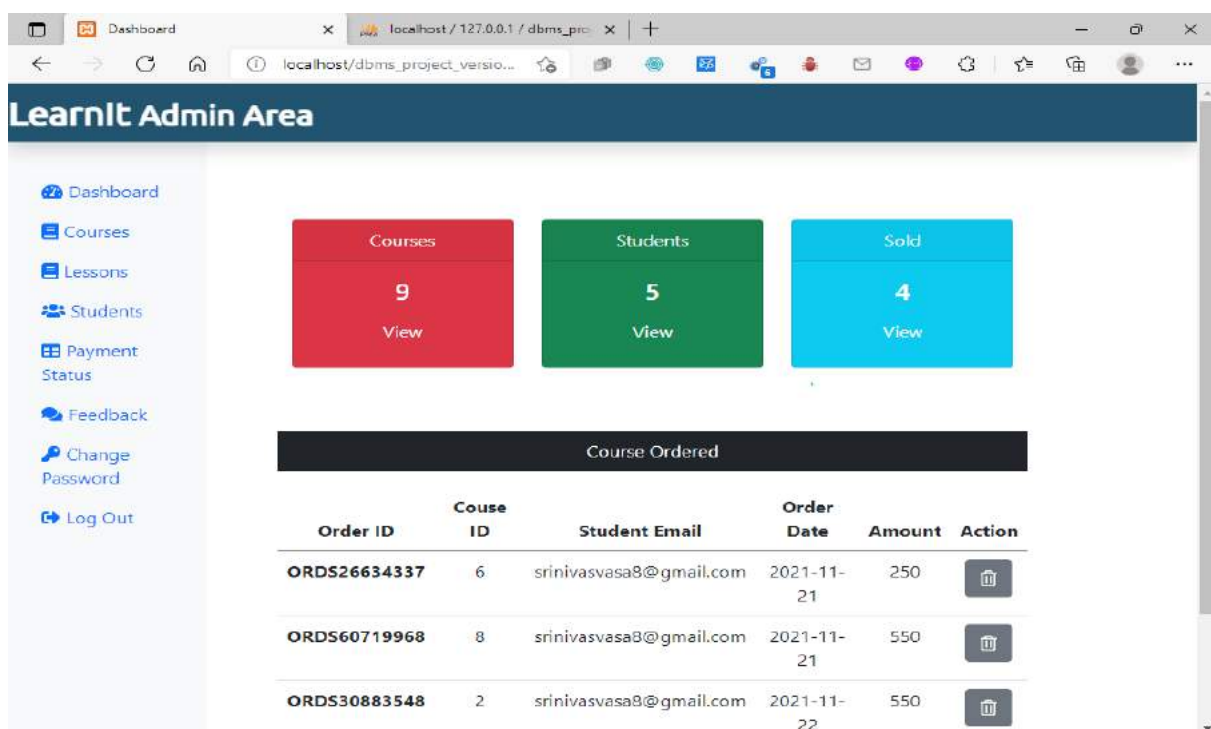 Dashboard
localhost / 127.0.0.1 / dbms_pro
localhost/dbms_project_versio...
6
LearnIt Admin Area
Dashboard
Courses
Lessons
Students
Payment
Status
Feedback
Change
Password
Log Out
Courses
9
View
Students
5
View
Sold
4
View
Course Ordered
Order ID Couse ID Student Email Order Date Amount Action
ORDS26634337 6 srinivasvasa8@gmail.com 2021-11-21 250
ORDS60719968 8 srinivasvasa8@gmail.com 2021-11-21 550
ORDS30883548 2 srinivasvasa8@gmail.com 2021-11-22 550